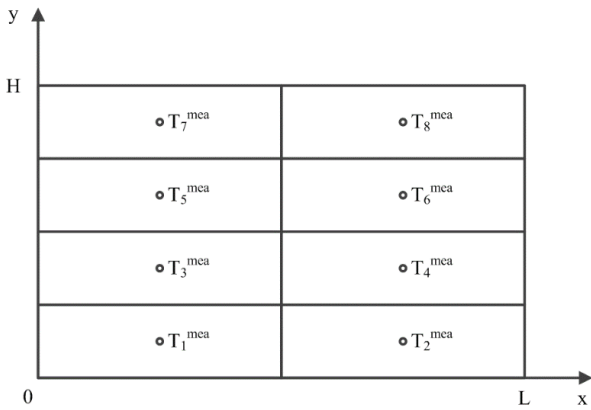 y
H
T₇ᵐᵉᵃ T₈ᵐᵉᵃ
T₅ᵐᵉᵃ T₆ᵐᵉᵃ
T₃ᵐᵉᵃ T₄ᵐᵉᵃ
T₁ᵐᵉᵃ T₂ᵐᵉᵃ
0 L x